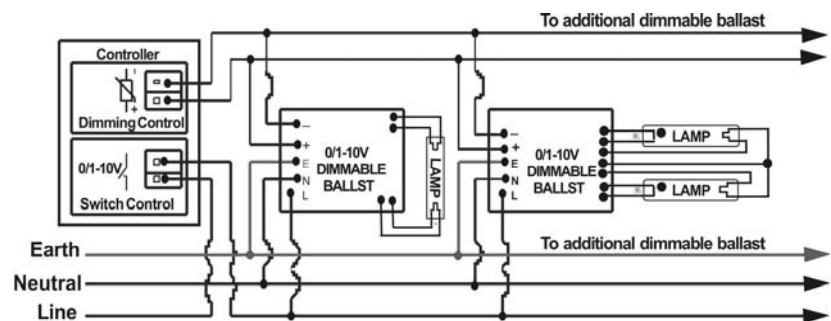 To additional dimmable ballast
Controller
Dimming Control
0/1-10V
Switch Control
−
+
E
N
L
0/1-10V
DIMMABLE
BALLST
LAMP
−
+
E
N
L
0/1-10V
DIMMABLE
BALLST
LAMP
LAMP
Earth
To additional dimmable ballast
Neutral
Line